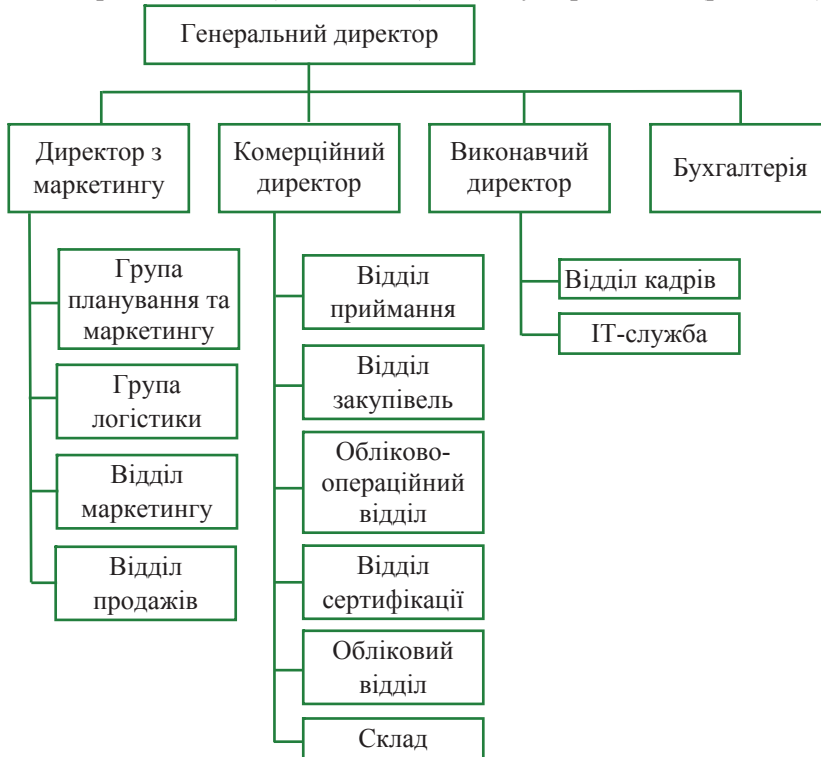 Генеральний директор
Директор з
маркетингу
Комерційний
директор
Виконавчий
директор
Бухгалтерія
Група
планування та
маркетингу
Група
логістики
Відділ
маркетингу
Відділ
продажів
Відділ
приймання
Відділ
закупівель
Обліково-
операційний
відділ
Відділ
сертифікації
Обліковий
відділ
Склад
Відділ кадрів
ІТ-служба